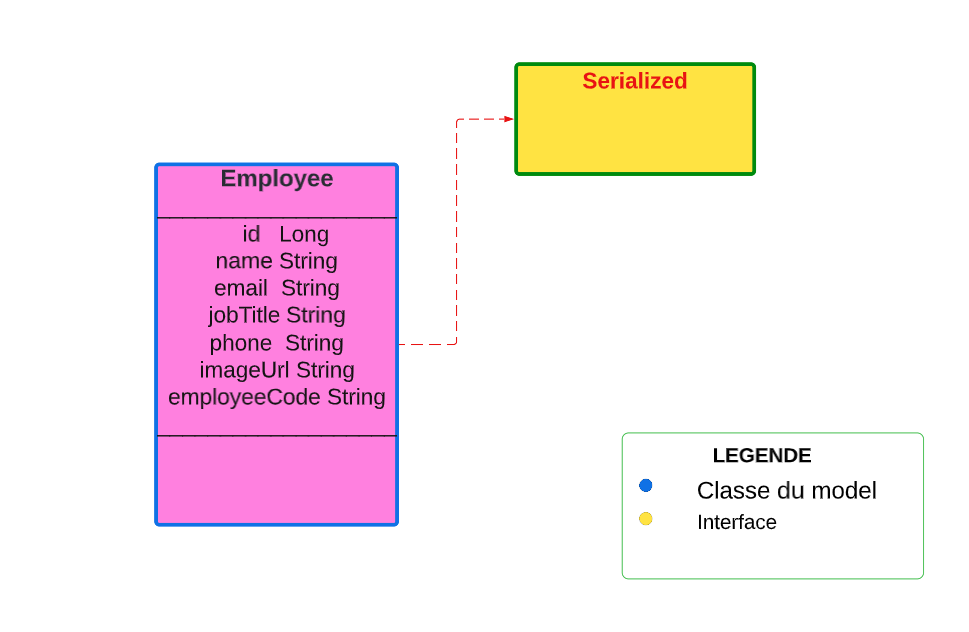 Serialized
Employee
id Long
name String
email String
jobTitle String
phone String
imageUrl String
employeeCode String
LEGENDE
Classe du model
Interface